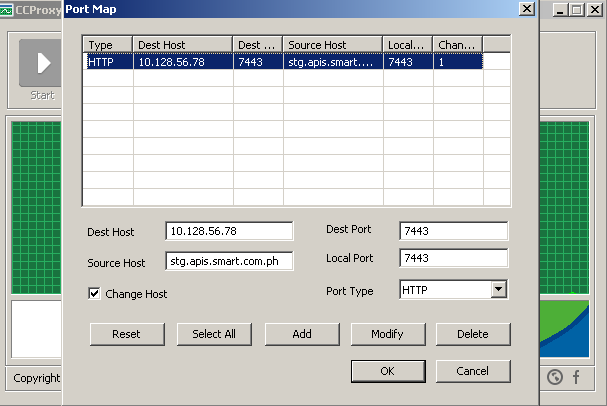 CCProxy
Port Map
Type Dest Host Dest ... Source Host Local... Chan...
HTTP 10.128.56.78 7443 stg.apis.smart.... 7443 1
Start
Dest Host 10.128.56.78 Dest Port 7443
Source Host stg.apis.smart.com.ph Local Port 7443
Change Host Port Type HTTP
Reset Select All Add Modify Delete
OK Cancel
Copyright